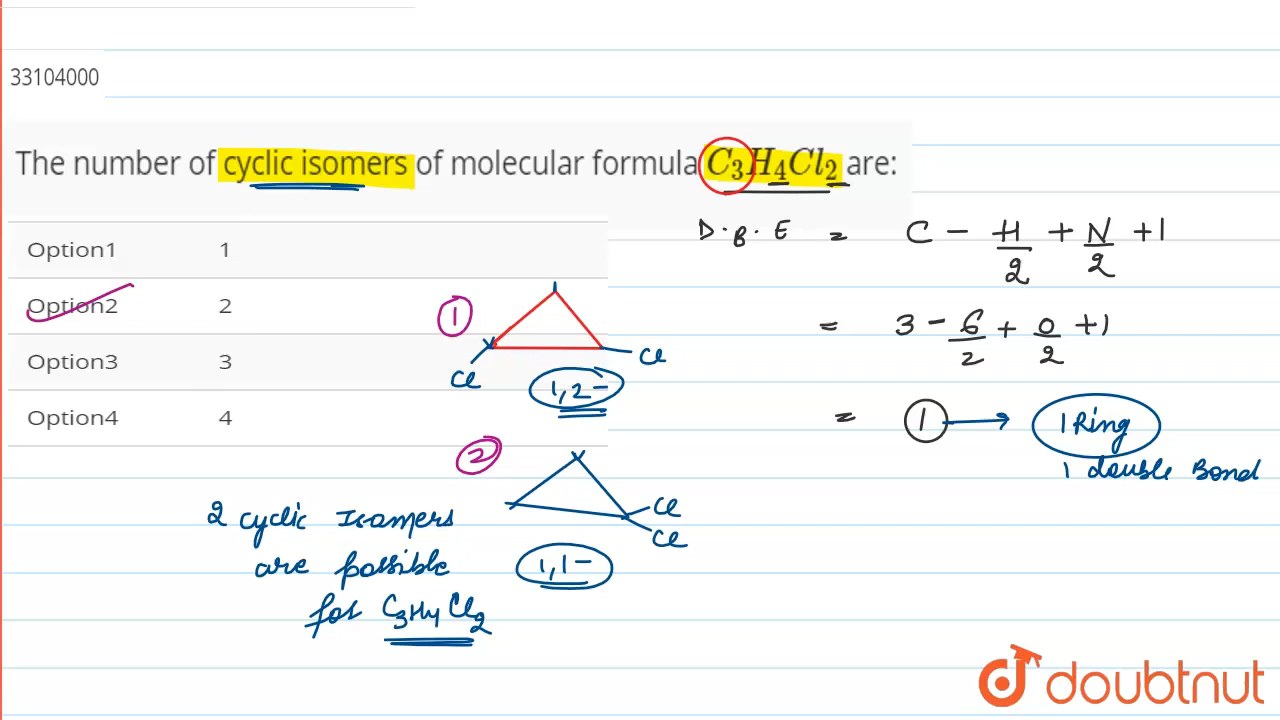 33104000
The number of cyclic isomers of molecular formula C₃H₄Cl₂ are:
Option1 1
Option2 2
Option3 3
Option4 4
D.B.E = C - H/2 + N/2 + 1
= 3 - 6/2 + 0/2 + 1
= 1 → 1 Ring
1 double Bond
1
Cl
Cl
1,2-
2
Cl
Cl
1,1-
2 cyclic Isomers
are possible
for C₃H₄Cl₂
doubtnut